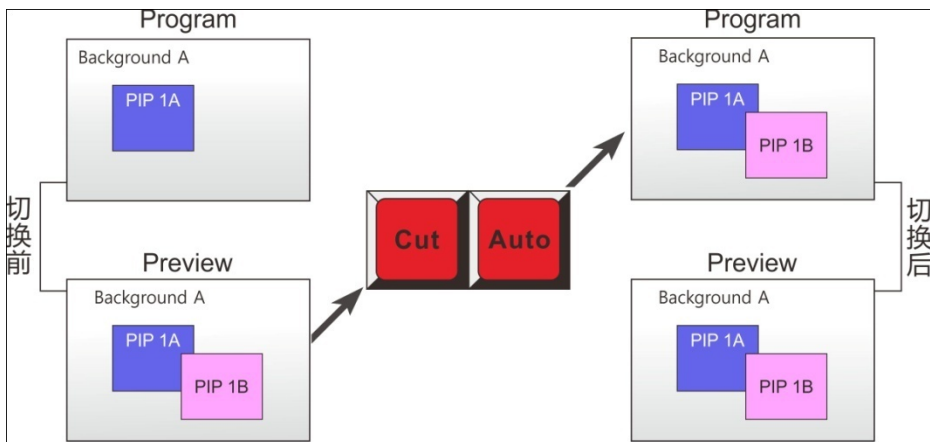 Program
Background A
PIP 1A
切换前
Preview
Background A
PIP 1A
PIP 1B
Cut
Auto
Program
Background A
PIP 1A
PIP 1B
切换后
Preview
Background A
PIP 1A
PIP 1B